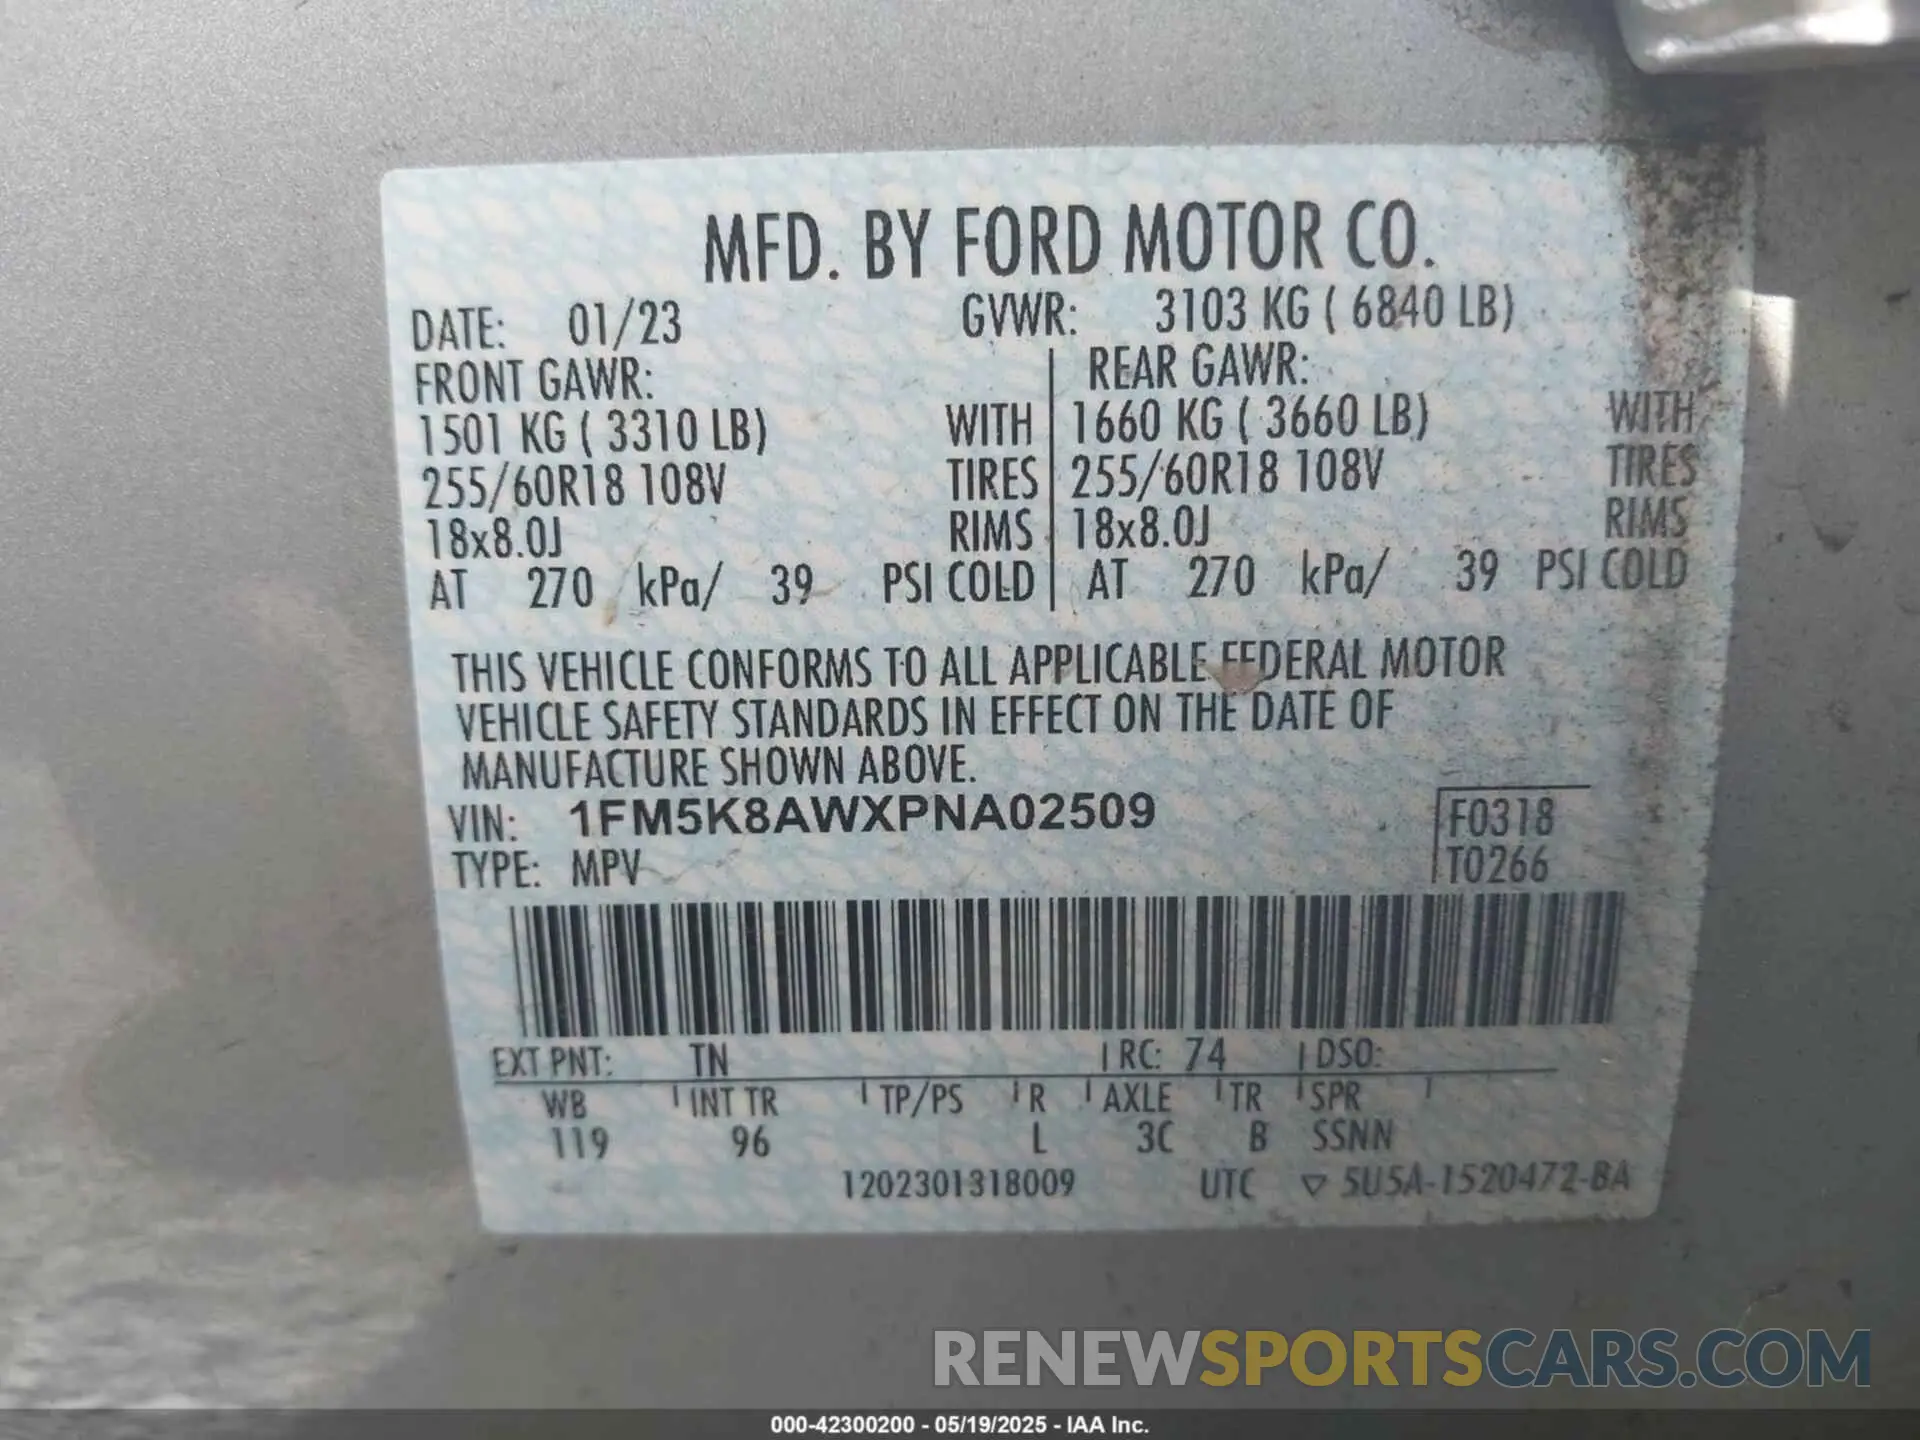 MFD. BY FORD MOTOR CO.
DATE: 01/23 GVWR: 3103 KG ( 6840 LB)
FRONT GAWR: REAR GAWR:
1501 KG ( 3310 LB) WITH 1660 KG ( 3660 LB) WITH
255/60R18 108V TIRES 255/60R18 108V TIRES
18x8.0J RIMS 18x8.0J RIMS
AT 270 kPa/ 39 PSI COLD AT 270 kPa/ 39 PSI COLD
THIS VEHICLE CONFORMS TO ALL APPLICABLE FEDERAL MOTOR
VEHICLE SAFETY STANDARDS IN EFFECT ON THE DATE OF
MANUFACTURE SHOWN ABOVE.
VIN: 1FM5K8AWXPNA02509 F0318
TYPE: MPV T0266
EXT PNT: TN RC: 74 DSO:
WB INT TR TP/PS R AXLE TR SPR
119 96 L 3C B SSNN
1202301318009 UTC ▽ 5U5A-1520472-BA
RENEWSPORTSCARS.COM
000-42300200 - 05/19/2025 - IAA Inc.